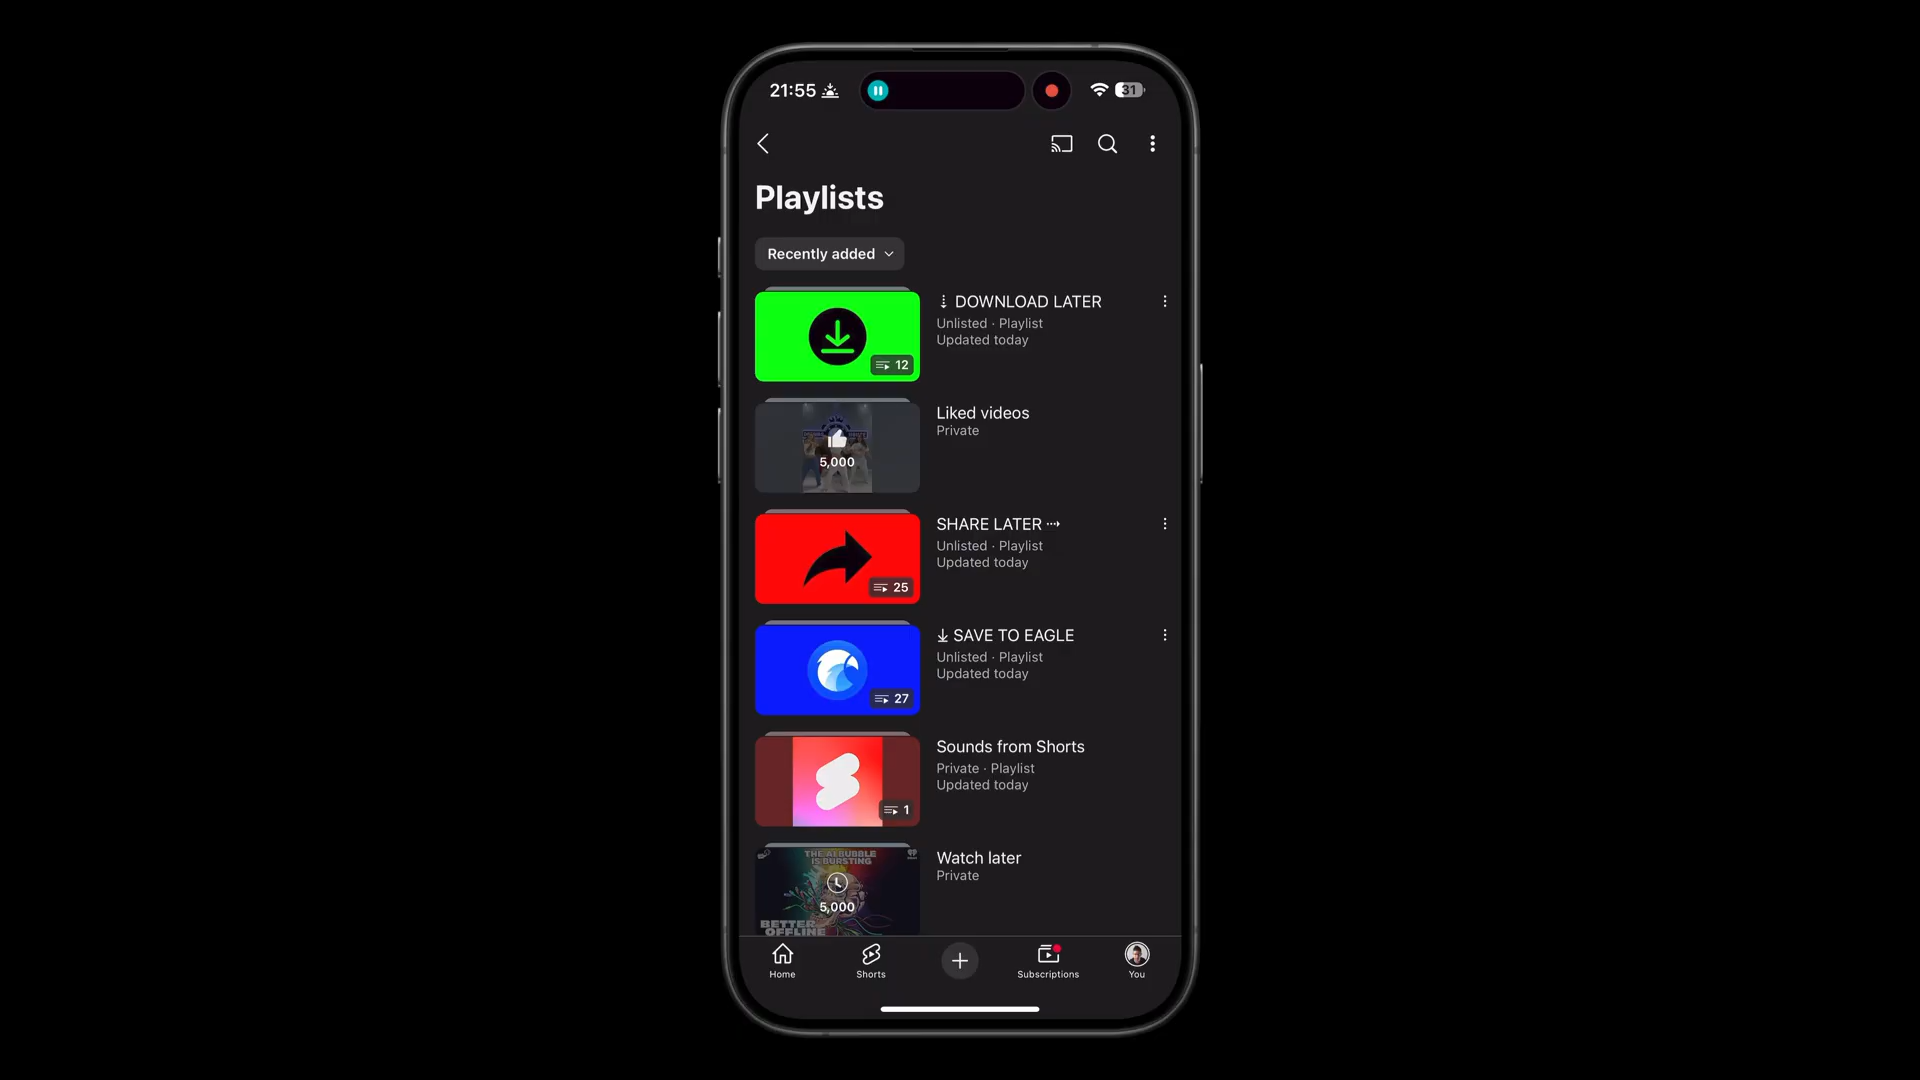 21:55
31
Playlists
Recently added
⇣ DOWNLOAD LATER
Unlisted · Playlist
Updated today
12
Liked videos
Private
5,000
SHARE LATER ⤑
Unlisted · Playlist
Updated today
25
↓ SAVE TO EAGLE
Unlisted · Playlist
Updated today
27
Sounds from Shorts
Private · Playlist
Updated today
1
Watch later
Private
THE AI BUBBLE
IS BURSTING
5,000
BETTER
OFFLINE
Home
Shorts
Subscriptions
You